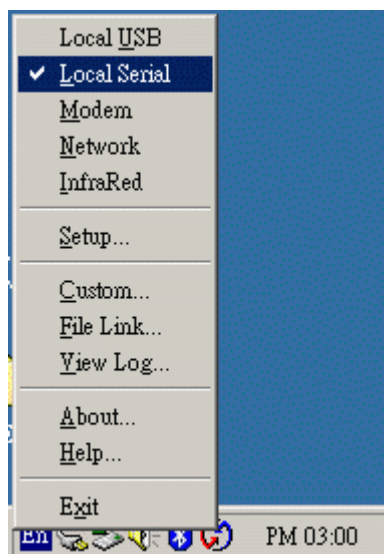 Local USB
Local Serial
Modem
Network
InfraRed
Setup...
Custom...
File Link...
View Log...
About...
Help...
Exit
En PM 03:00